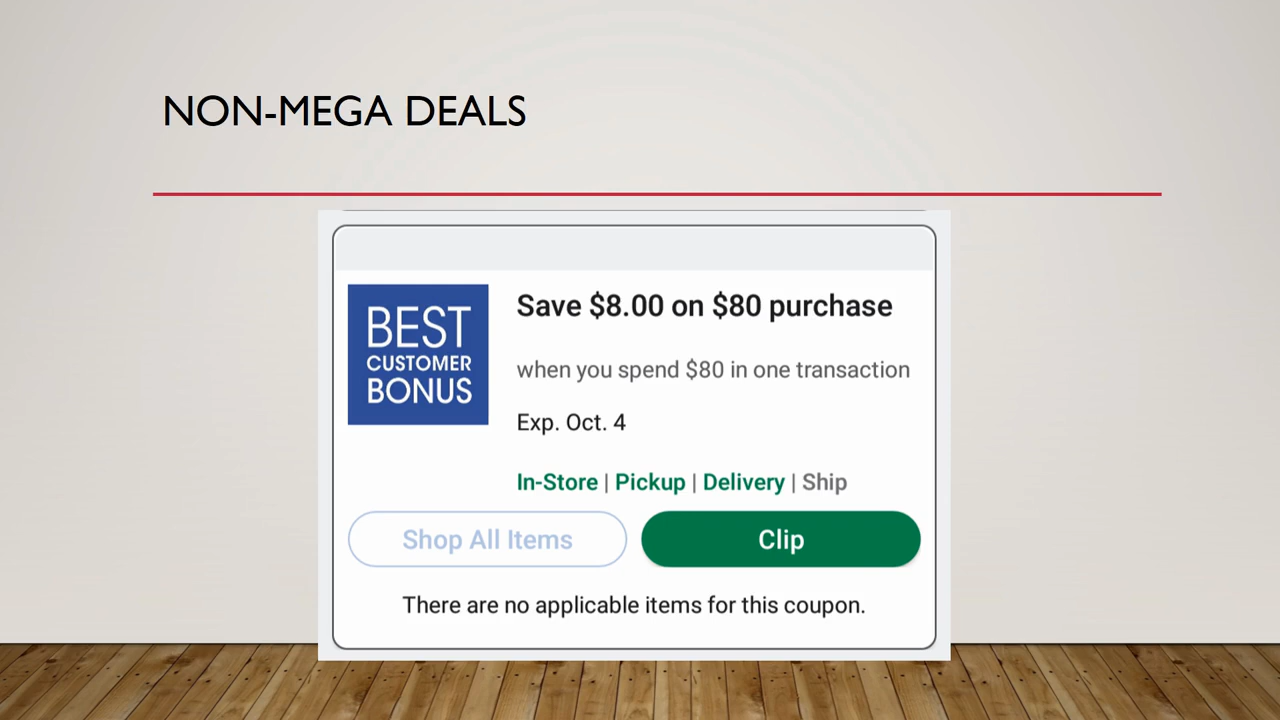 NON-MEGA DEALS
BEST
CUSTOMER
BONUS
Save $8.00 on $80 purchase
when you spend $80 in one transaction
Exp. Oct. 4
In-Store | Pickup | Delivery | Ship
Shop All Items
Clip
There are no applicable items for this coupon.